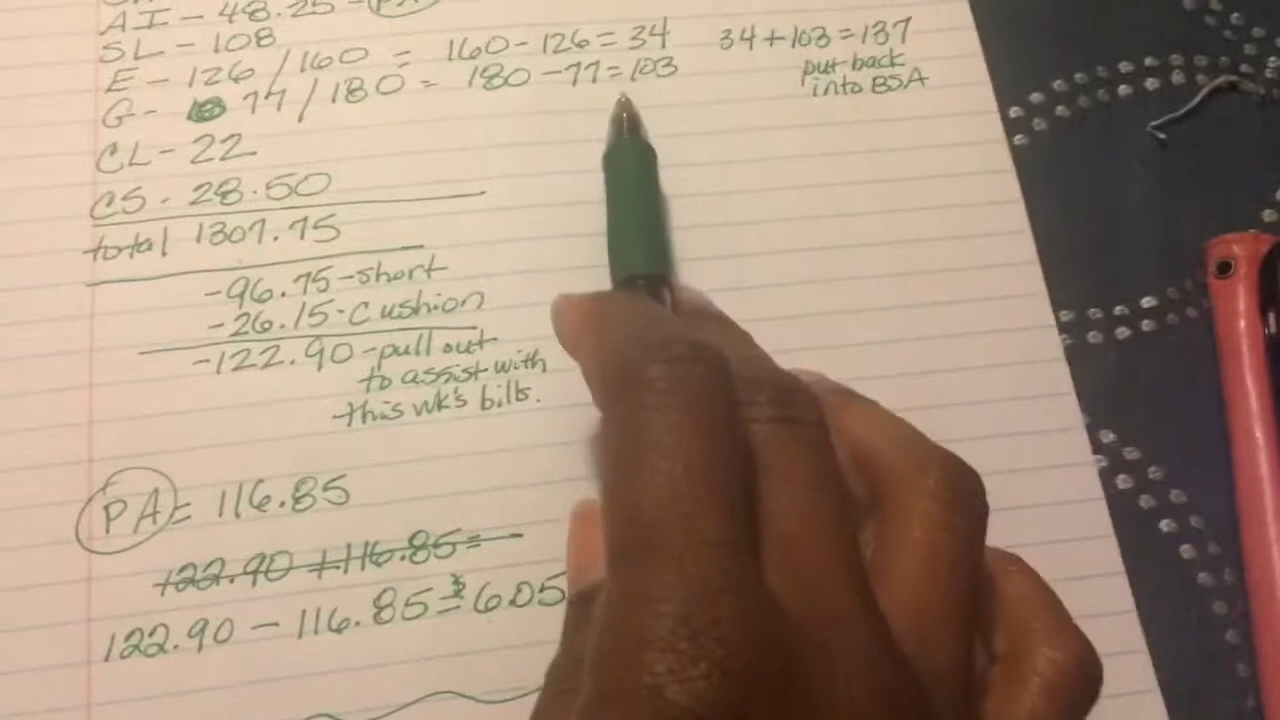 AI - 48.25 - PA
SL - 108
E - 126 / 160 = 160 - 126 = 34
34 + 103 = 137
G - 77 / 180 = 180 - 77 = 103
put back
into BSA
CL - 22
CS - 28.50
total 1307.75
-96.75 - short
-26.15 - cushion
-122.90 - pull out
to assist with
this wk's bills.
PA = 116.85
122.90 + 116.85 =
122.90 - 116.85 = 6.05